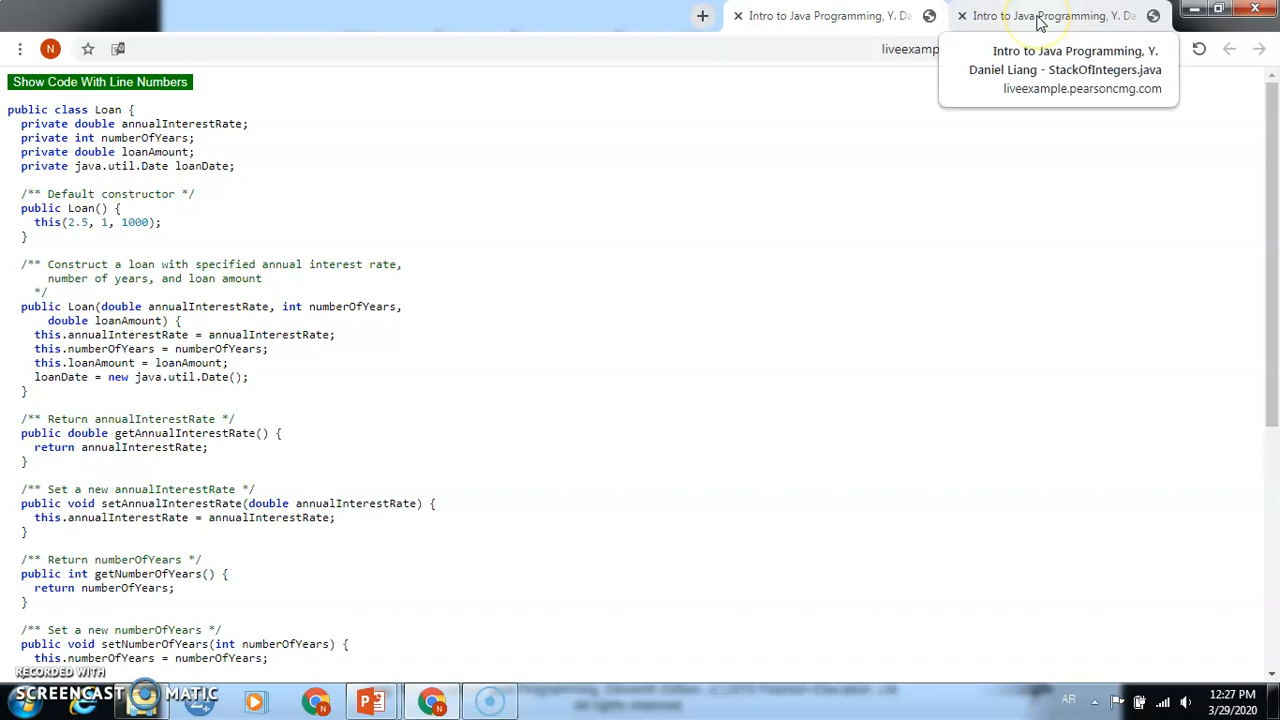 Intro to Java Programming, Y. Da
Intro to Java Programming, Y. Da
N
liveexamp
Intro to Java Programming, Y.
Daniel Liang - StackOfIntegers.java
liveexample.pearsoncmg.com
Show Code With Line Numbers
public class Loan {
private double annualInterestRate;
private int numberOfYears;
private double loanAmount;
private java.util.Date loanDate;
/** Default constructor */
public Loan() {
this(2.5, 1, 1000);
}
/** Construct a loan with specified annual interest rate,
number of years, and loan amount
*/
public Loan(double annualInterestRate, int numberOfYears,
double loanAmount) {
this.annualInterestRate = annualInterestRate;
this.numberOfYears = numberOfYears;
this.loanAmount = loanAmount;
loanDate = new java.util.Date();
}
/** Return annualInterestRate */
public double getAnnualInterestRate() {
return annualInterestRate;
}
/** Set a new annualInterestRate */
public void setAnnualInterestRate(double annualInterestRate) {
this.annualInterestRate = annualInterestRate;
}
/** Return numberOfYears */
public int getNumberOfYears() {
return numberOfYears;
}
/** Set a new numberOfYears */
public void setNumberOfYears(int numberOfYears) {
this.numberOfYears = numberOfYears;
RECORDED WITH
SCREENCAST MATIC
All rights reserved.
AR
12:27 PM
3/29/2020